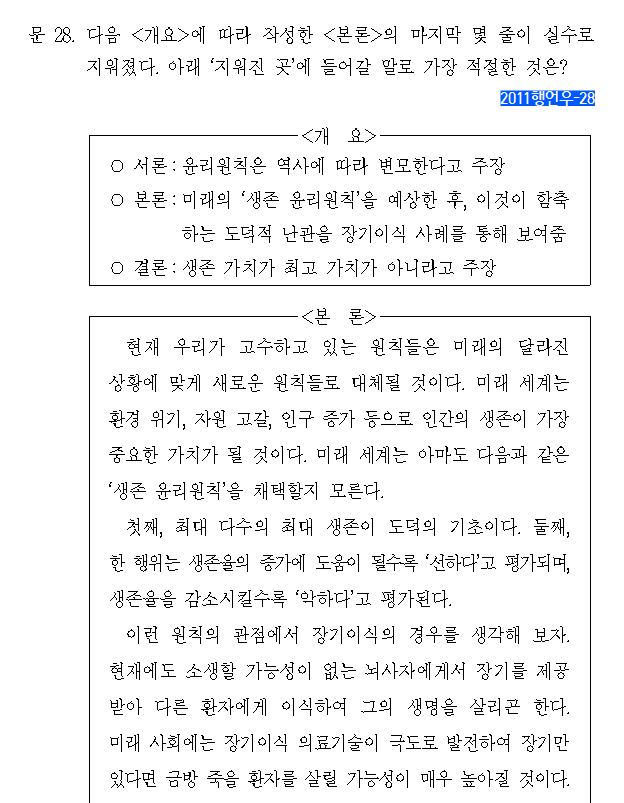 문 28. 다음 <개요>에 따라 작성한 <본론>의 마지막 몇 줄이 실수로
지워졌다. 아래 ‘지워진 곳’에 들어갈 말로 가장 적절한 것은?
2011행언우-28
<개 요>
○ 서론 : 윤리원칙은 역사에 따라 변모한다고 주장
○ 본론 : 미래의 ‘생존 윤리원칙’을 예상한 후, 이것이 함축
하는 도덕적 난관을 장기이식 사례를 통해 보여줌
○ 결론 : 생존 가치가 최고 가치가 아니라고 주장
<본 론>
현재 우리가 고수하고 있는 원칙들은 미래의 달라진
상황에 맞게 새로운 원칙들로 대체될 것이다. 미래 세계는
환경 위기, 자원 고갈, 인구 증가 등으로 인간의 생존이 가장
중요한 가치가 될 것이다. 미래 세계는 아마도 다음과 같은
‘생존 윤리원칙’을 채택할지 모른다.
첫째, 최대 다수의 최대 생존이 도덕의 기초이다. 둘째,
한 행위는 생존율의 증가에 도움이 될수록 ‘선하다’고 평가되며,
생존율을 감소시킬수록 ‘악하다’고 평가된다.
이런 원칙의 관점에서 장기이식의 경우를 생각해 보자.
현재에도 소생할 가능성이 없는 뇌사자에게서 장기를 제공
받아 다른 환자에게 이식하여 그의 생명을 살리곤 한다.
미래 사회에는 장기이식 의료기술이 극도로 발전하여 장기만
있다면 금방 죽을 환자를 살릴 가능성이 매우 높아질 것이다.